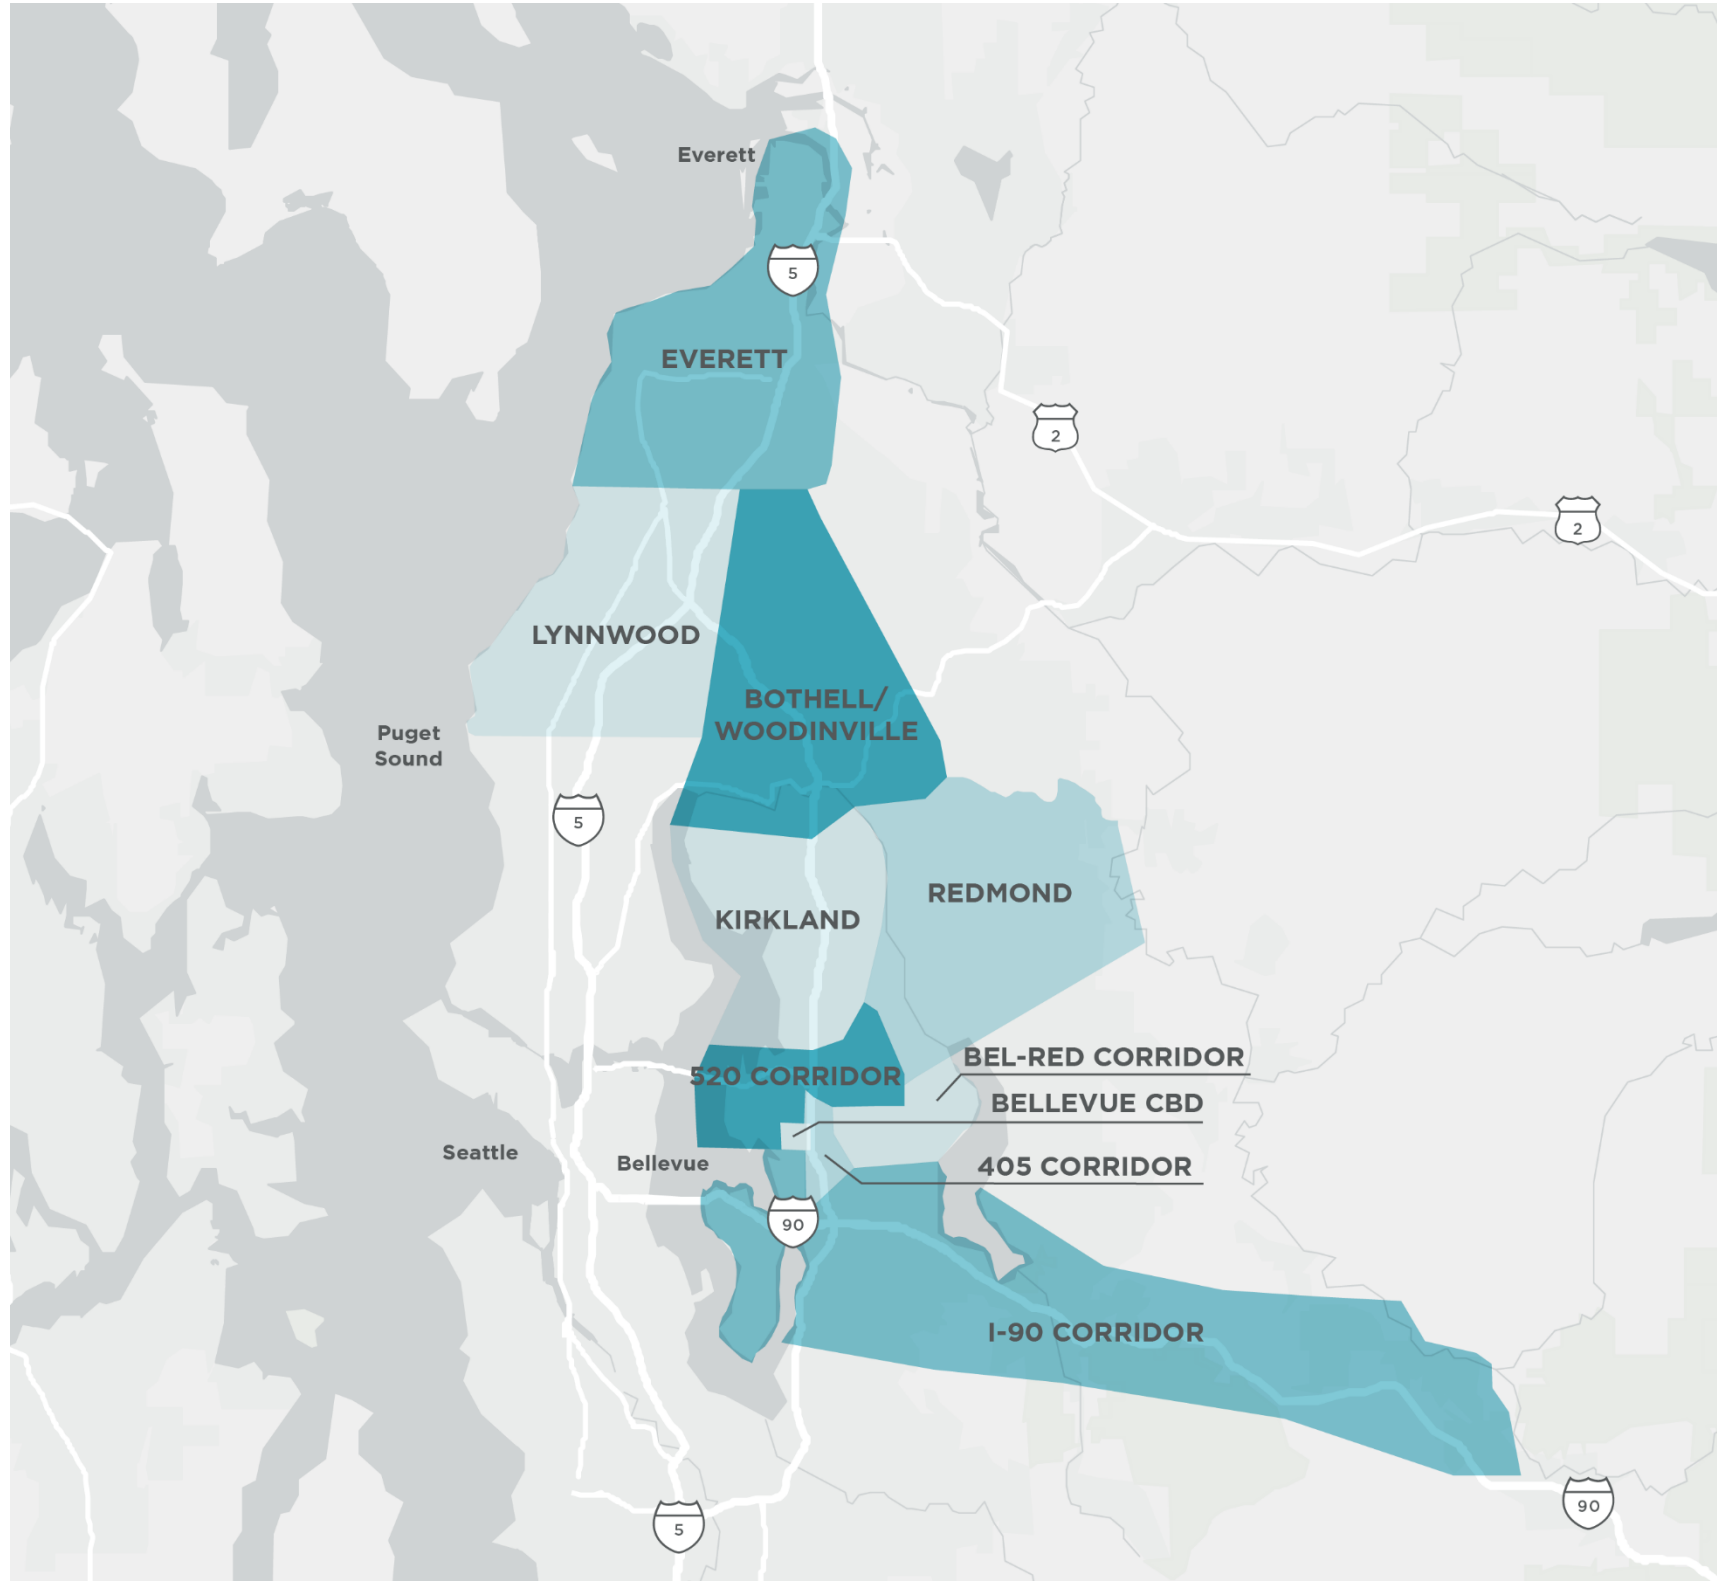 Everett
5
EVERETT
2
2
LYNNWOOD
BOTHELL/
WOODINVILLE
Puget
Sound
5
REDMOND
KIRKLAND
BEL-RED CORRIDOR
520 CORRIDOR
BELLEVUE CBD
Seattle
Bellevue
405 CORRIDOR
90
I-90 CORRIDOR
90
5